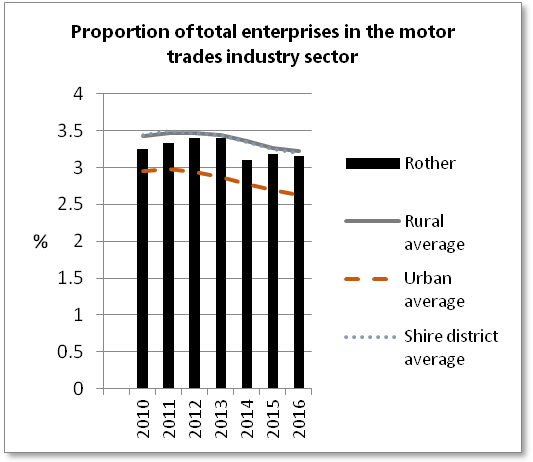 Proportion of total enterprises in the motor
trades industry sector
4
3.5
3
2.5
2
1.5
1
0.5
0
%
2010
2011
2012
2013
2014
2015
2016
Rother
Rural
average
Urban
average
Shire district
average